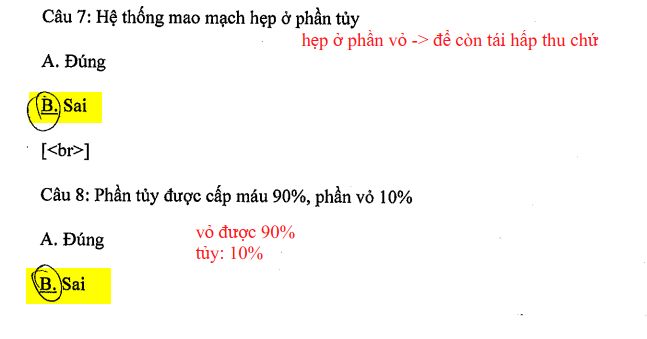 Câu 7: Hệ thống mao mạch hẹp ở phần tủy
hẹp ở phần vỏ -> để còn tái hấp thu chứ
A. Đúng
B. Sai
[<br>]
Câu 8: Phần tủy được cấp máu 90%, phần vỏ 10%
A. Đúng
vỏ được 90%
tủy: 10%
B. Sai